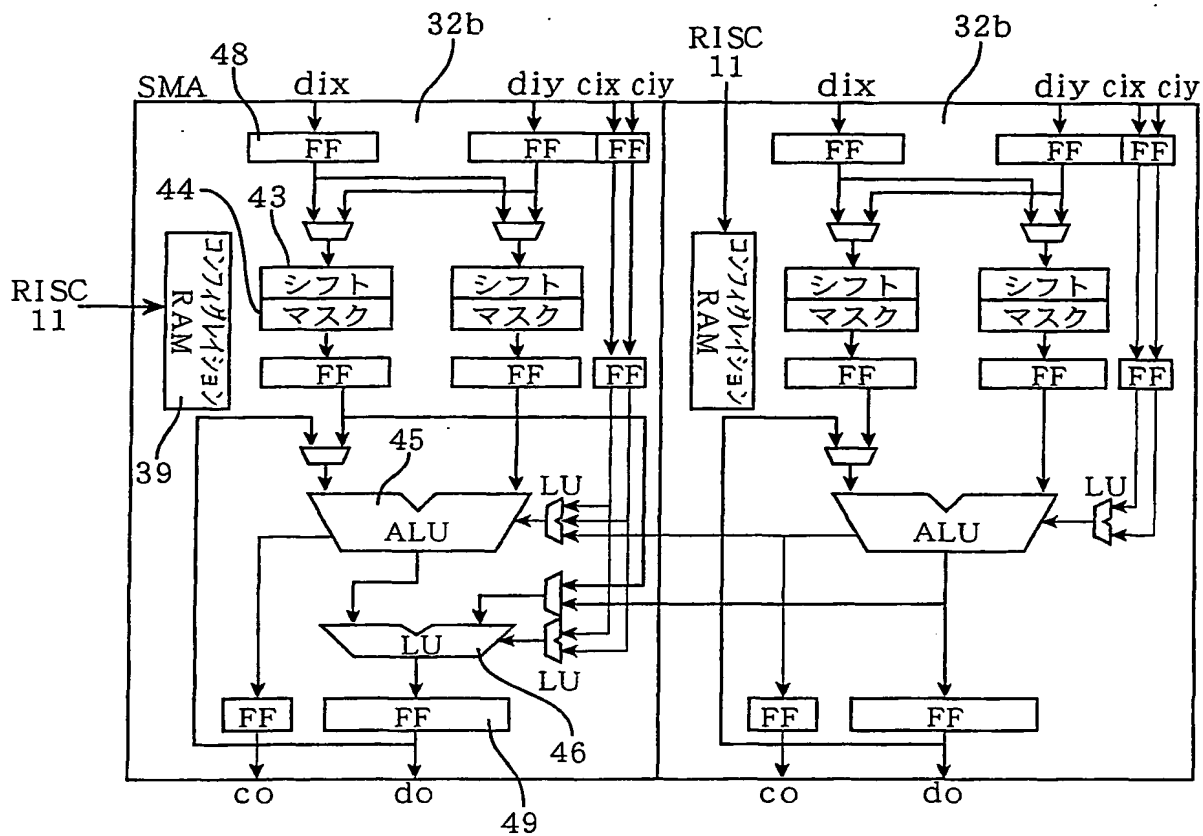 32b
RISC
11
32b
48
SMA
dix
diy
cix
ciy
dix
diy
cix
ciy
FF
FF
FF
FF
FF
FF
44
43
RISC
11
コンフィグレイション
RAM
シフト
マスク
シフト
マスク
コンフィグレイション
RAM
シフト
マスク
シフト
マスク
FF
FF
FF
FF
FF
FF
39
45
ALU
LU
ALU
LU
LU
LU
FF
FF
46
FF
FF
co
do
49
co
do